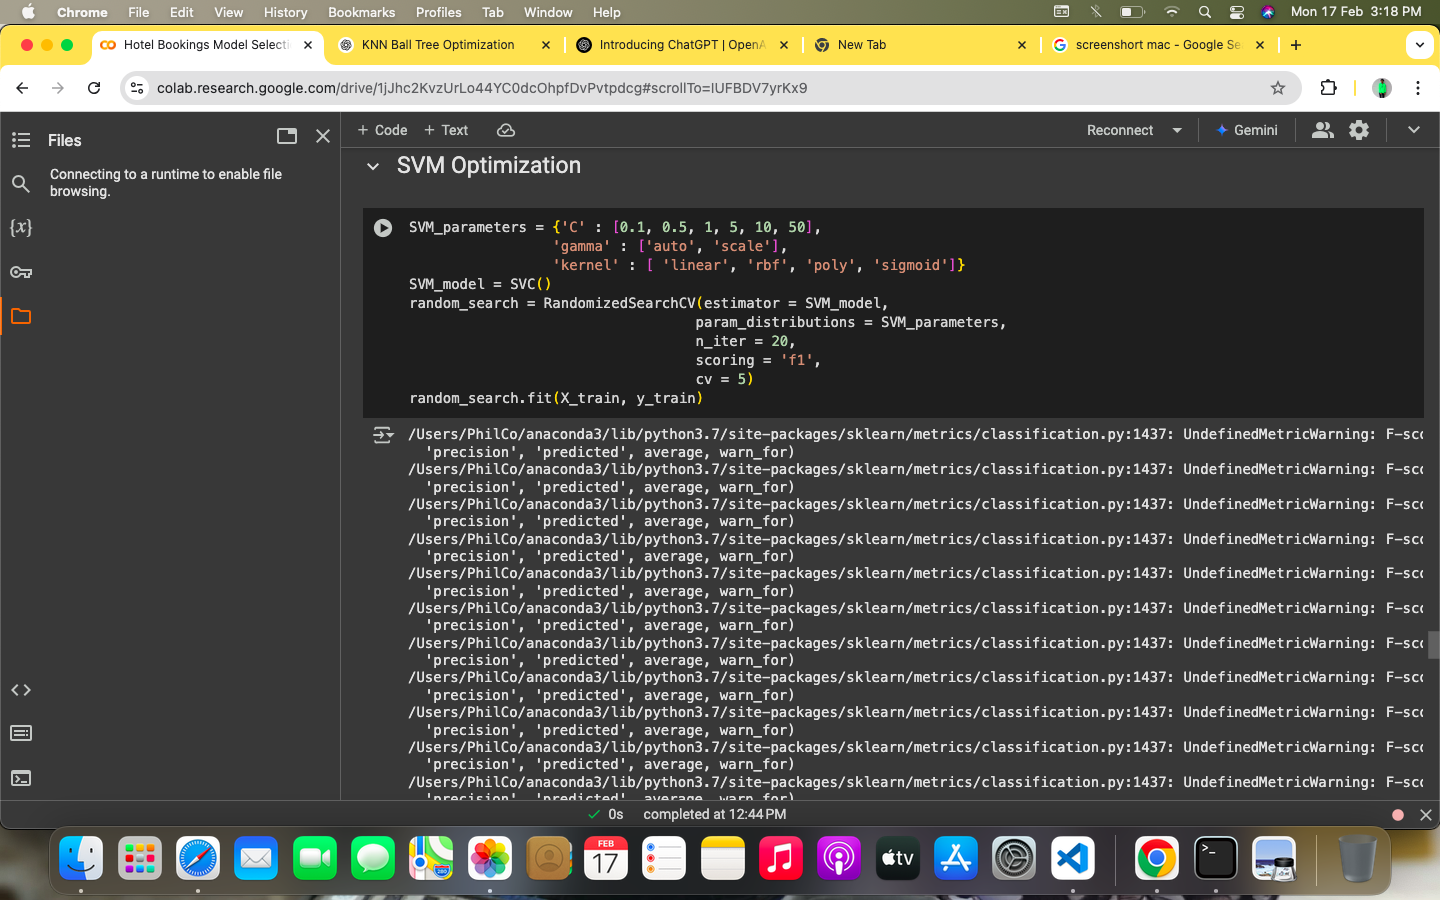 Chrome File Edit View History Bookmarks Profiles Tab Window Help Mon 17 Feb 3:18 PM
Hotel Bookings Model Selecti KNN Ball Tree Optimization Introducing ChatGPT | OpenA New Tab screenshort mac - Google Se
colab.research.google.com/drive/1jJhc2KvzUrLo44YC0dcOhpfDvPvtpdcg#scrollTo=IUFBDV7yrKx9
Files
+ Code + Text Reconnect Gemini
Connecting to a runtime to enable file
browsing.
{x}
SVM Optimization
SVM_parameters = {'C' : [0.1, 0.5, 1, 5, 10, 50],
'gamma' : ['auto', 'scale'],
'kernel' : [ 'linear', 'rbf', 'poly', 'sigmoid']}
SVM_model = SVC()
random_search = RandomizedSearchCV(estimator = SVM_model,
param_distributions = SVM_parameters,
n_iter = 20,
scoring = 'f1',
cv = 5)
random_search.fit(X_train, y_train)
/Users/PhilCo/anaconda3/lib/python3.7/site-packages/sklearn/metrics/classification.py:1437: UndefinedMetricWarning: F-sco
'precision', 'predicted', average, warn_for)
/Users/PhilCo/anaconda3/lib/python3.7/site-packages/sklearn/metrics/classification.py:1437: UndefinedMetricWarning: F-sco
'precision', 'predicted', average, warn_for)
/Users/PhilCo/anaconda3/lib/python3.7/site-packages/sklearn/metrics/classification.py:1437: UndefinedMetricWarning: F-sco
'precision', 'predicted', average, warn_for)
/Users/PhilCo/anaconda3/lib/python3.7/site-packages/sklearn/metrics/classification.py:1437: UndefinedMetricWarning: F-sco
'precision', 'predicted', average, warn_for)
/Users/PhilCo/anaconda3/lib/python3.7/site-packages/sklearn/metrics/classification.py:1437: UndefinedMetricWarning: F-sco
'precision', 'predicted', average, warn_for)
/Users/PhilCo/anaconda3/lib/python3.7/site-packages/sklearn/metrics/classification.py:1437: UndefinedMetricWarning: F-sco
'precision', 'predicted', average, warn_for)
/Users/PhilCo/anaconda3/lib/python3.7/site-packages/sklearn/metrics/classification.py:1437: UndefinedMetricWarning: F-sco
'precision', 'predicted', average, warn_for)
/Users/PhilCo/anaconda3/lib/python3.7/site-packages/sklearn/metrics/classification.py:1437: UndefinedMetricWarning: F-sco
'precision', 'predicted', average, warn_for)
/Users/PhilCo/anaconda3/lib/python3.7/site-packages/sklearn/metrics/classification.py:1437: UndefinedMetricWarning: F-sco
'precision', 'predicted', average, warn_for)
/Users/PhilCo/anaconda3/lib/python3.7/site-packages/sklearn/metrics/classification.py:1437: UndefinedMetricWarning: F-sco
'precision', 'predicted', average, warn_for)
/Users/PhilCo/anaconda3/lib/python3.7/site-packages/sklearn/metrics/classification.py:1437: UndefinedMetricWarning: F-sco
'precision', 'predicted', average, warn_for)
0s completed at 12:44 PM
FEB
17
280
tv
>_